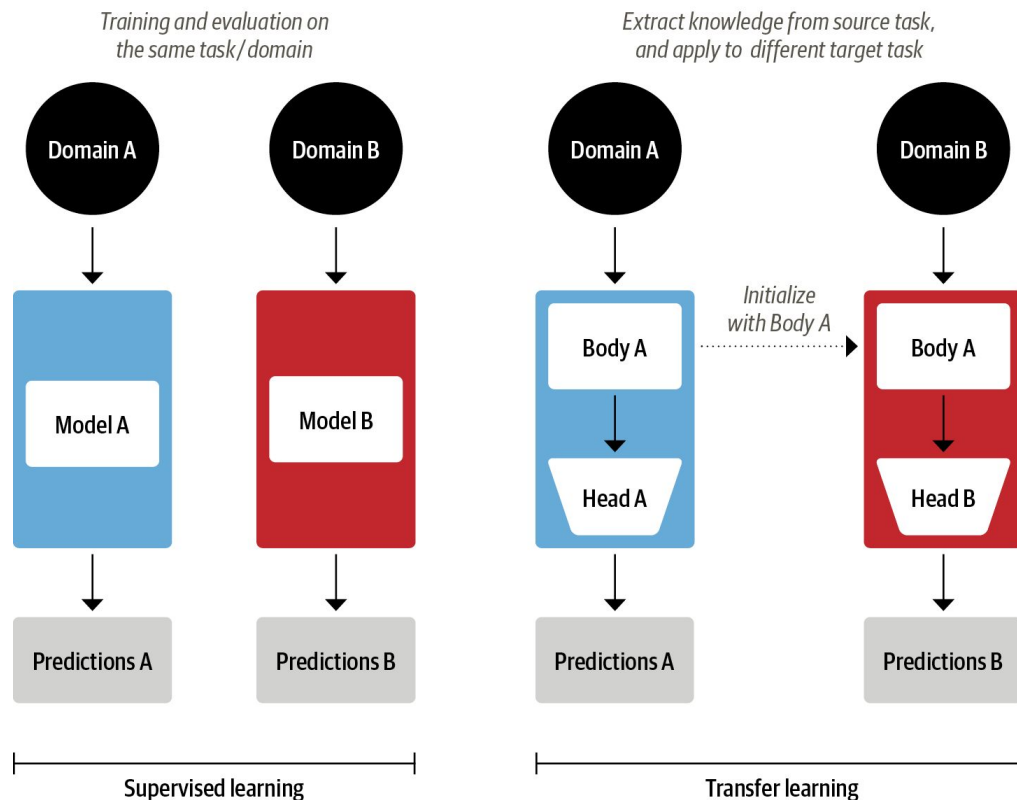 Training and evaluation on
the same task/domain
Extract knowledge from source task,
and apply to different target task
Domain A
Domain B
Domain A
Domain B
Initialize
with Body A
Model A
Model B
Body A
Body A
Head A
Head B
Predictions A
Predictions B
Predictions A
Predictions B
Supervised learning
Transfer learning